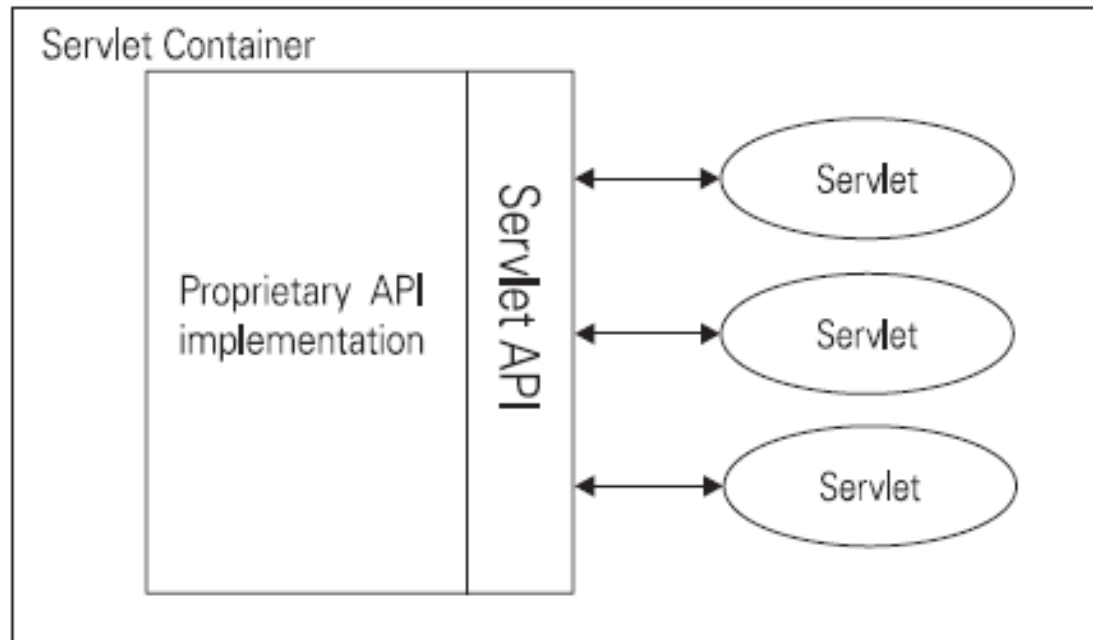 Servlet Container
Proprietary API
implementation
Servlet API
Servlet
Servlet
Servlet